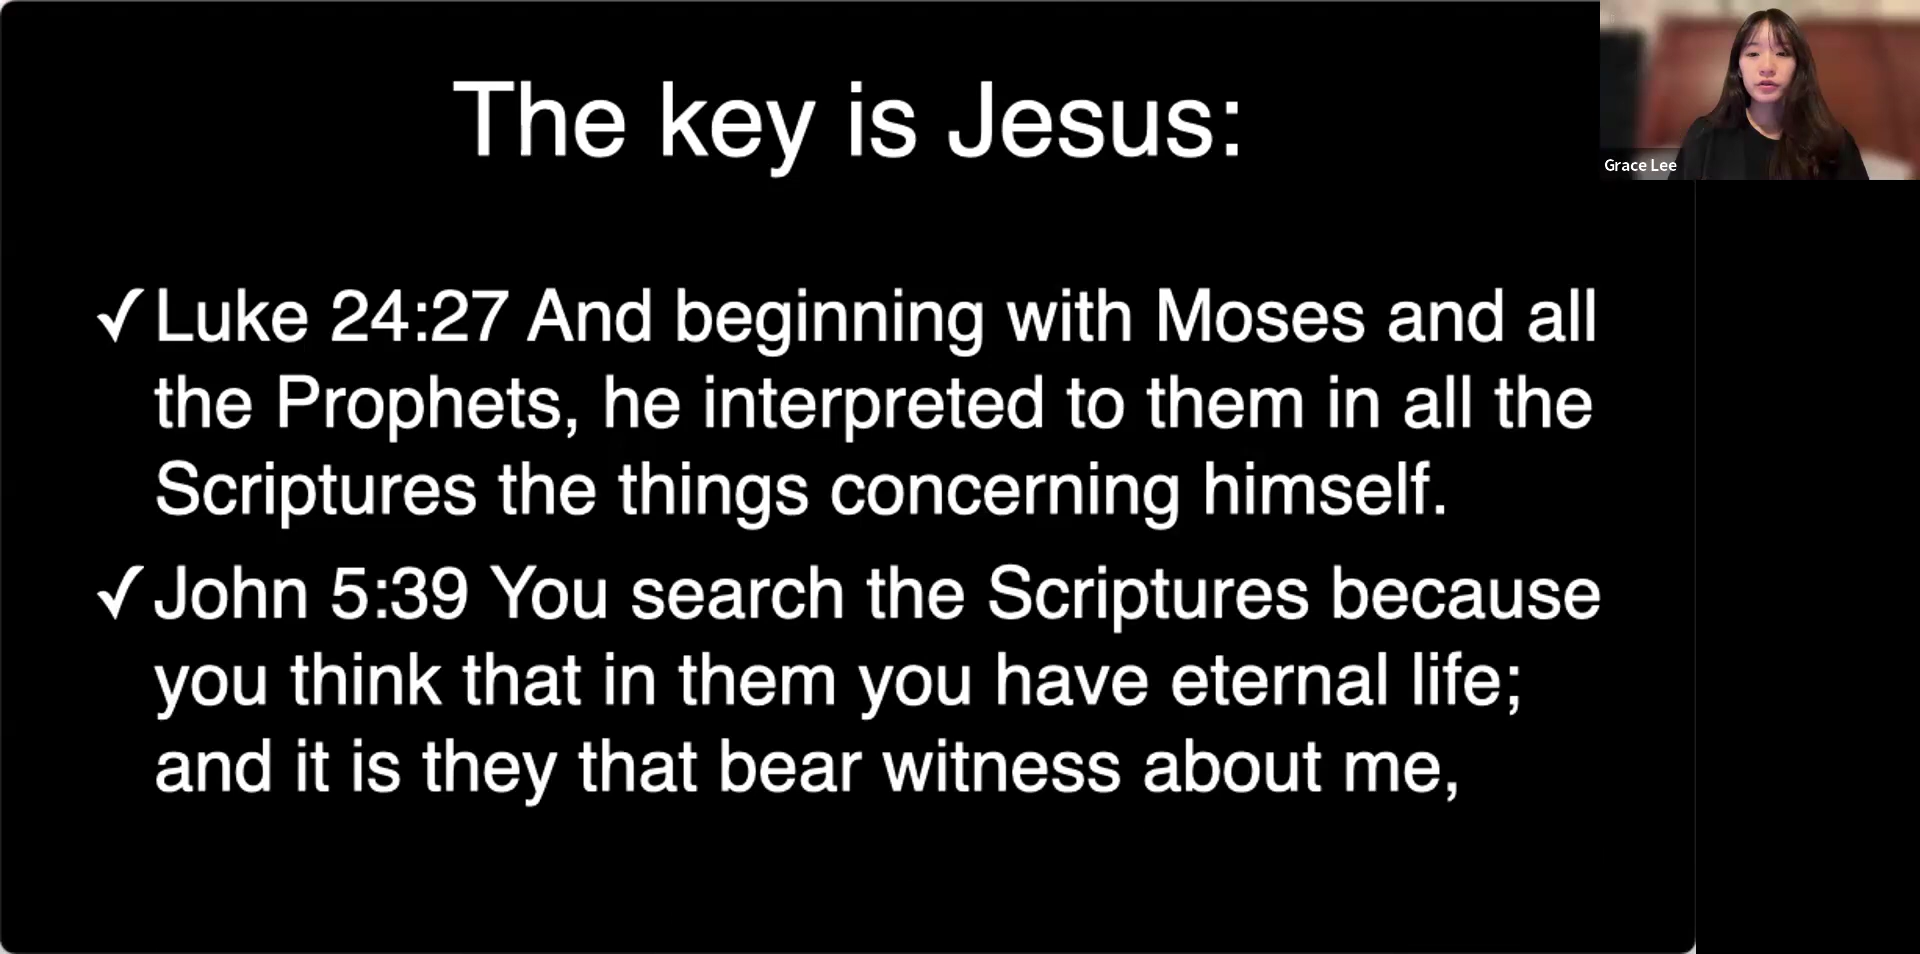 The key is Jesus:
Grace Lee
✓ Luke 24:27 And beginning with Moses and all
the Prophets, he interpreted to them in all the
Scriptures the things concerning himself.
✓ John 5:39 You search the Scriptures because
you think that in them you have eternal life;
and it is they that bear witness about me,